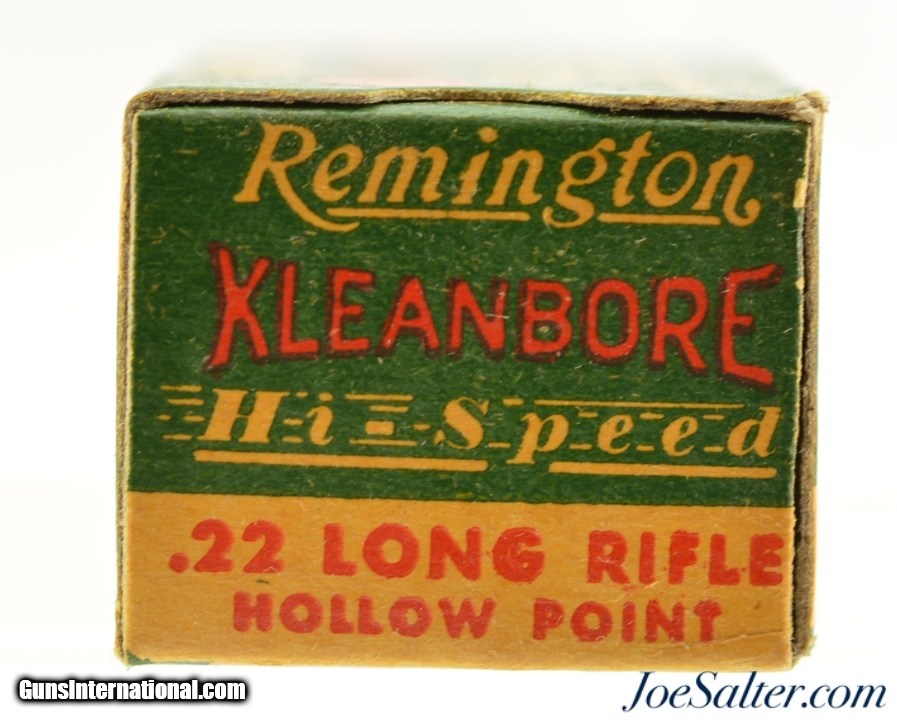 Remington
KLEANBORE
Hi-Speed
.22 LONG RIFLE
HOLLOW POINT
GunsInternational.com
JoeSalter.com